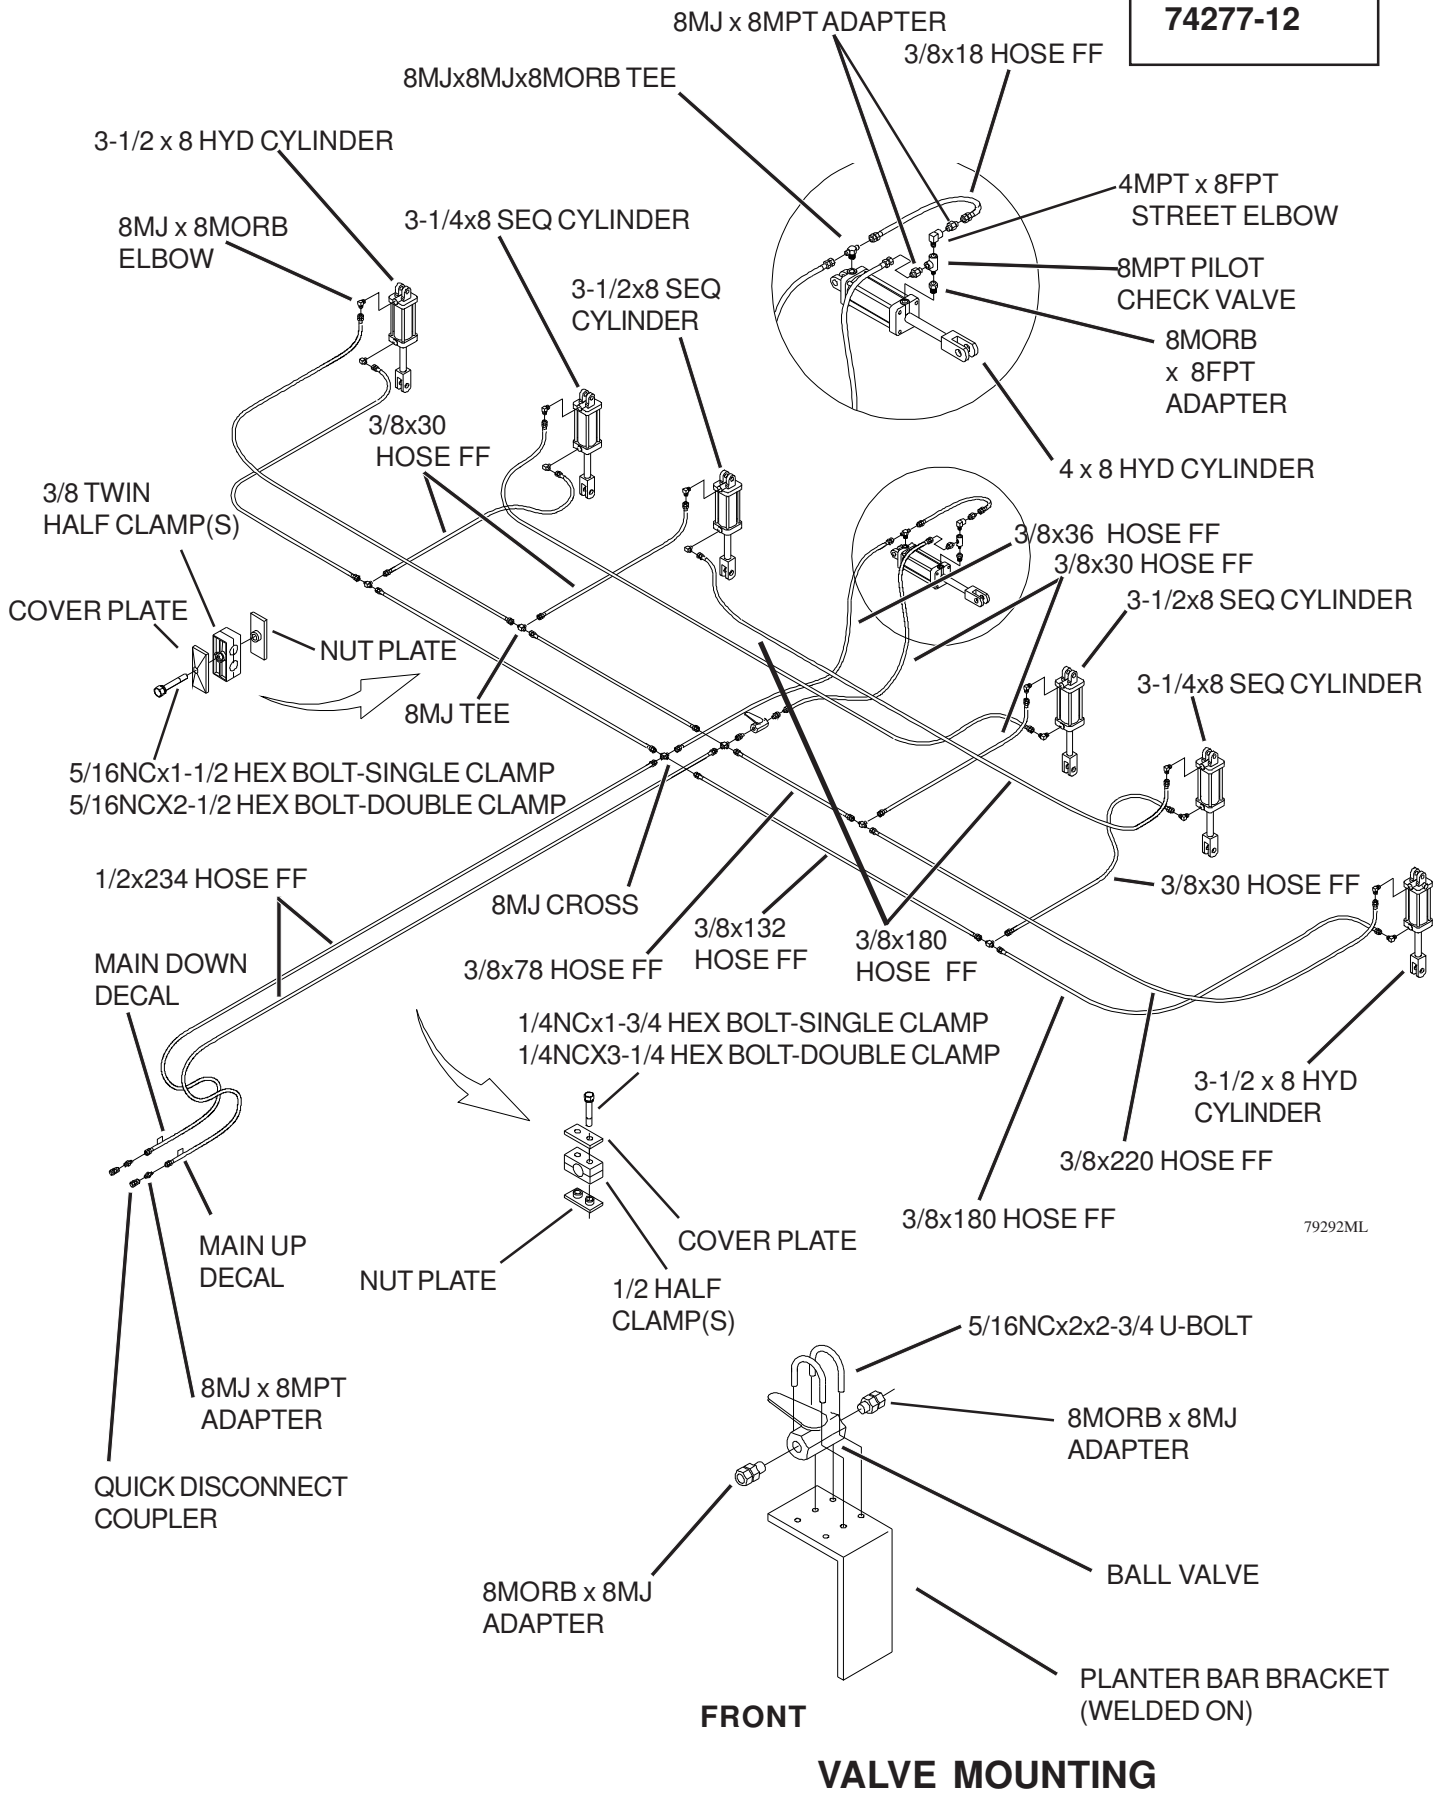 74277-12
8MJ x 8MPT ADAPTER
3/8x18 HOSE FF
8MJx8MJx8MORB TEE
3-1/2 x 8 HYD CYLINDER
4MPT x 8FPT
STREET ELBOW
8MJ x 8MORB
ELBOW
3-1/4x8 SEQ CYLINDER
8MPT PILOT
CHECK VALVE
3-1/2x8 SEQ
CYLINDER
8MORB
x 8FPT
ADAPTER
3/8x30
HOSE FF
4 x 8 HYD CYLINDER
3/8 TWIN
HALF CLAMP(S)
3/8x36 HOSE FF
3/8x30 HOSE FF
3-1/2x8 SEQ CYLINDER
COVER PLATE
NUT PLATE
3-1/4x8 SEQ CYLINDER
8MJ TEE
5/16NCx1-1/2 HEX BOLT-SINGLE CLAMP
5/16NCX2-1/2 HEX BOLT-DOUBLE CLAMP
1/2x234 HOSE FF
3/8x30 HOSE FF
8MJ CROSS
3/8x132
HOSE FF
3/8x180
HOSE FF
3/8x78 HOSE FF
MAIN DOWN
DECAL
1/4NCx1-3/4 HEX BOLT-SINGLE CLAMP
1/4NCX3-1/4 HEX BOLT-DOUBLE CLAMP
3-1/2 x 8 HYD
CYLINDER
3/8x220 HOSE FF
3/8x180 HOSE FF
79292ML
MAIN UP
DECAL
COVER PLATE
NUT PLATE
1/2 HALF
CLAMP(S)
5/16NCx2x2-3/4 U-BOLT
8MJ x 8MPT
ADAPTER
8MORB x 8MJ
ADAPTER
QUICK DISCONNECT
COUPLER
BALL VALVE
8MORB x 8MJ
ADAPTER
PLANTER BAR BRACKET
(WELDED ON)
FRONT
VALVE MOUNTING